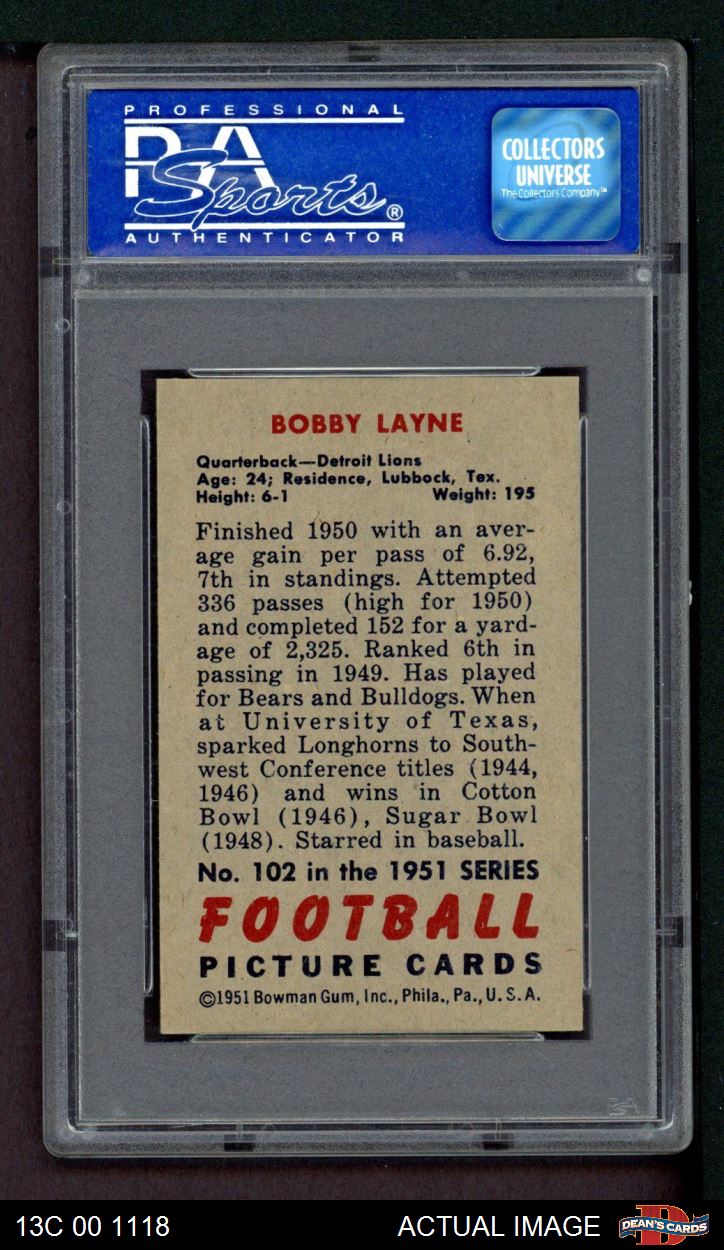 PROFESSIONAL
PSA
Sports®
AUTHENTICATOR
COLLECTORS
UNIVERSE
The Collectors Company™
BOBBY LAYNE
Quarterback—Detroit Lions
Age: 24; Residence, Lubbock, Tex.
Height: 6-1 Weight: 195
Finished 1950 with an aver-
age gain per pass of 6.92,
7th in standings. Attempted
336 passes (high for 1950)
and completed 152 for a yard-
age of 2,325. Ranked 6th in
passing in 1949. Has played
for Bears and Bulldogs. When
at University of Texas,
sparked Longhorns to South-
west Conference titles (1944,
1946) and wins in Cotton
Bowl (1946), Sugar Bowl
(1948). Starred in baseball.
No. 102 in the 1951 SERIES
FOOTBALL
PICTURE CARDS
©1951 Bowman Gum, Inc., Phila., Pa., U. S. A.
PSA
13C 00 1118 ACTUAL IMAGE DEAN'S CARDS